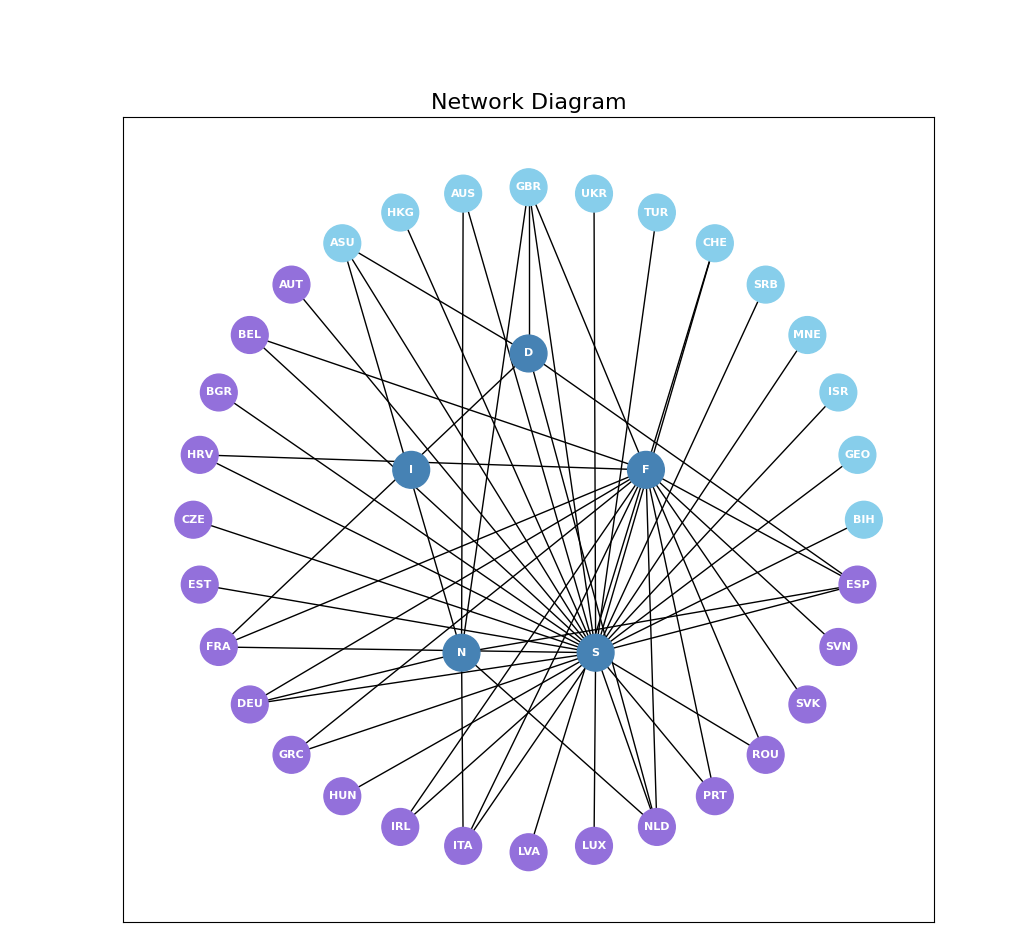 Network Diagram
GBR
AUS
UKR
HKG
TUR
ASU
CHE
AUT
SRB
BEL
MNE
D
BGR
ISR
HRV
GEO
I
F
CZE
BIH
EST
ESP
FRA
SVN
N
S
DEU
SVK
GRC
ROU
HUN
PRT
IRL
NLD
ITA
LUX
LVA